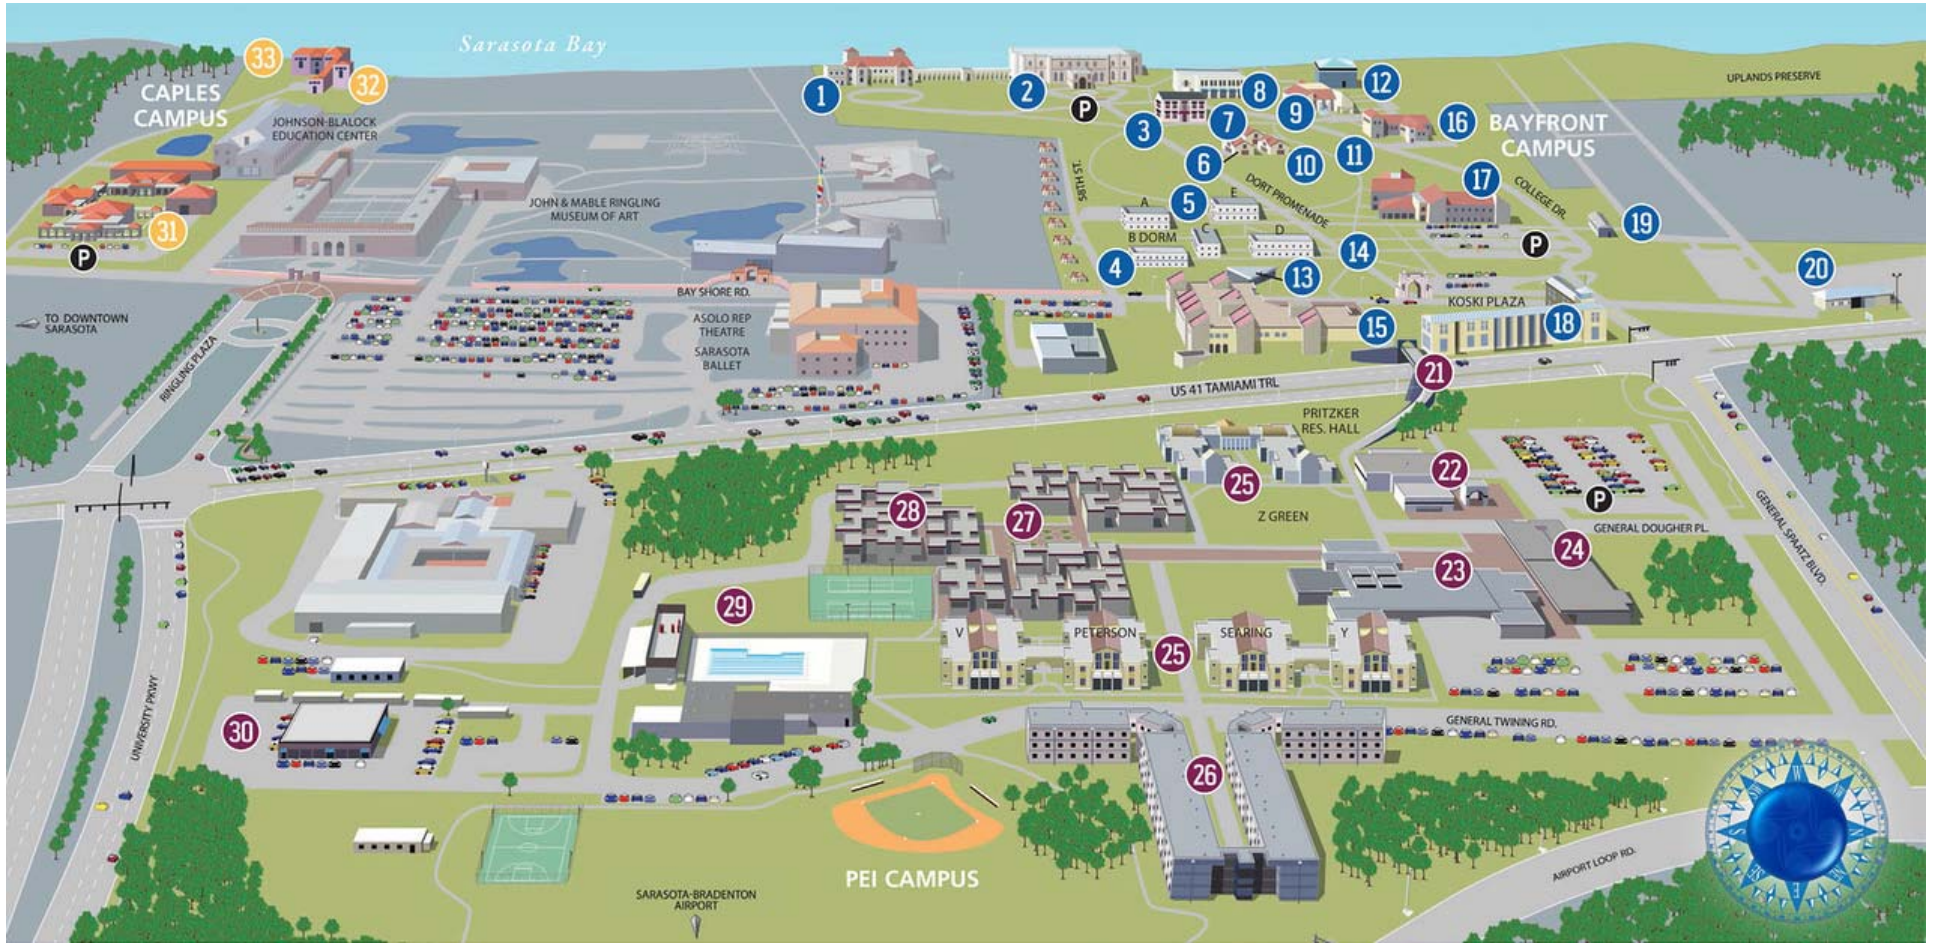 Sarasota Bay
33
32
CAPLES
CAMPUS
JOHNSON-BLALOCK
EDUCATION CENTER
31
P
JOHN & MABLE RINGLING
MUSEUM OF ART
1
2
P
3
7
8
9
12
6
10
11
16
BAYFRONT
CAMPUS
UPLANDS PRESERVE
58TH ST.
DORT PROMENADE
17
COLLEGE DR.
A
5
E
B DORM
C
D
4
13
14
P
19
20
TO DOWNTOWN
SARASOTA
RINGLING PLAZA
BAY SHORE RD.
ASOLO REP
THEATRE
SARASOTA
BALLET
KOSKI PLAZA
15
18
US 41 TAMIAMI TRL
21
PRITZKER
RES. HALL
22
25
P
Z GREEN
GENERAL DOUGHER PL.
GENERAL SPAATZ BLVD.
28
27
24
23
29
V
PETERSON
25
SEARING
Y
UNIVERSITY PKWY
30
GENERAL TWINING RD.
26
PEI CAMPUS
SARASOTA-BRADENTON
AIRPORT
AIRPORT LOOP RD.
W
NW
N
NE
E
SE
S
SW